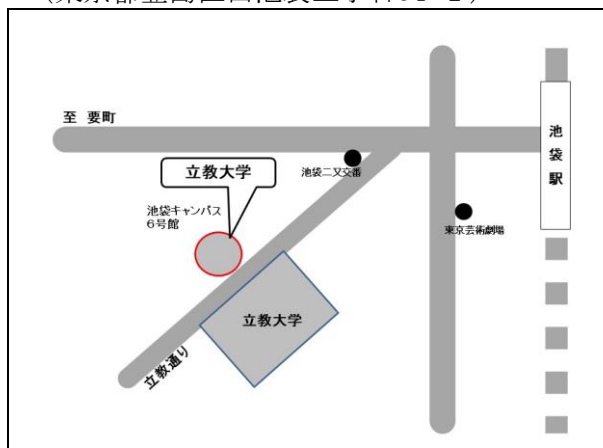 至 要町
立教大学
池袋キャンパス
6号館
池袋二又交番
池袋駅
東京芸術劇場
立教大学
立教通り